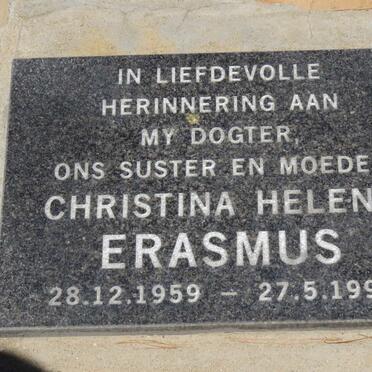 IN LIEFDEVOLLE
HERINNERING AAN
MY DOGTER,
ONS SUSTER EN MOEDE
CHRISTINA HELEN
ERASMUS
28.12.1959 – 27.5.199